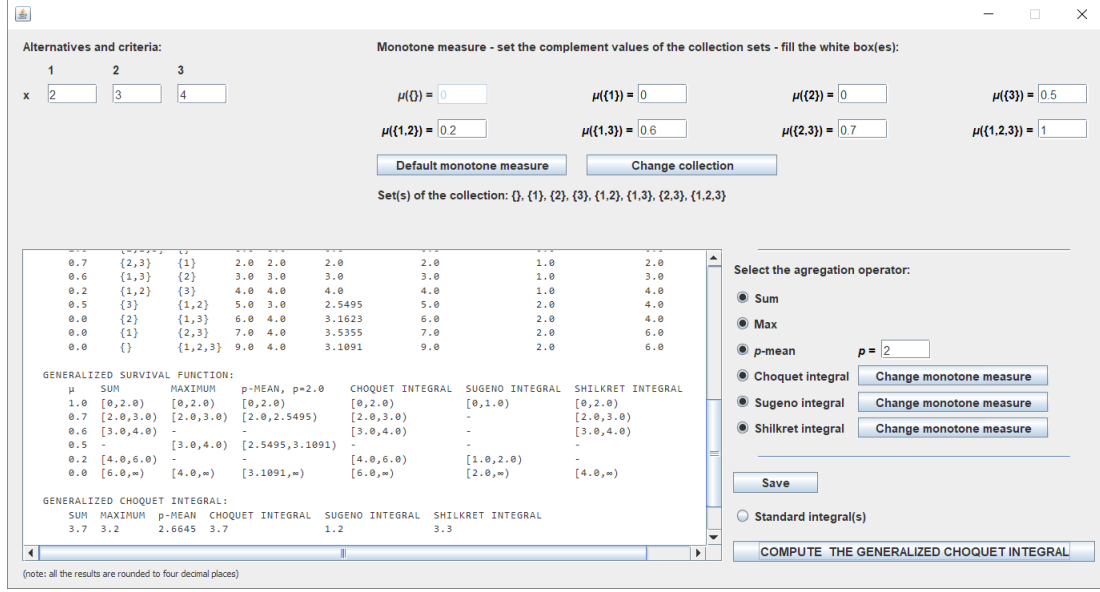 Alternatives and criteria:
1 2 3
x 2 3 4
Monotone measure - set the complement values of the collection sets - fill the white box(es):
μ({}) = 0 μ({1}) = 0 μ({2}) = 0 μ({3}) = 0.5
μ({1,2}) = 0.2 μ({1,3}) = 0.6 μ({2,3}) = 0.7 μ({1,2,3}) = 1
Default monotone measure Change collection
Set(s) of the collection: {}, {1}, {2}, {3}, {1,2}, {1,3}, {2,3}, {1,2,3}
0.7 {2,3} {1} 2.0 2.0 2.0 2.0 1.0 2.0
0.6 {1,3} {2} 3.0 3.0 3.0 3.0 1.0 3.0
0.2 {1,2} {3} 4.0 4.0 4.0 4.0 1.0 4.0
0.5 {3} {1,2} 5.0 3.0 2.5495 5.0 2.0 4.0
0.0 {2} {1,3} 6.0 4.0 3.1623 6.0 2.0 4.0
0.0 {1} {2,3} 7.0 4.0 3.5355 7.0 2.0 6.0
0.0 {} {1,2,3} 9.0 4.0 3.1091 9.0 2.0 6.0
GENERALIZED SURVIVAL FUNCTION:
μ SUM MAXIMUM p-MEAN, p=2.0 CHOQUET INTEGRAL SUGENO INTEGRAL SHILKRET INTEGRAL
1.0 [0,2.0) [0,2.0) [0,2.0) [0,2.0) [0,1.0) [0,2.0)
0.7 [2.0,3.0) [2.0,3.0) [2.0,2.5495) [2.0,3.0) - [2.0,3.0)
0.6 [3.0,4.0) - - [3.0,4.0) - [3.0,4.0)
0.5 - [3.0,4.0) [2.5495,3.1091) - - -
0.2 [4.0,6.0) - - [4.0,6.0) [1.0,2.0) -
0.0 [6.0,∞) [4.0,∞) [3.1091,∞) [6.0,∞) [2.0,∞) [4.0,∞)
GENERALIZED CHOQUET INTEGRAL:
SUM MAXIMUM p-MEAN CHOQUET INTEGRAL SUGENO INTEGRAL SHILKRET INTEGRAL
3.7 3.2 2.6645 3.7 1.2 3.3
(note: all the results are rounded to four decimal places)
Select the agregation operator:
Sum
Max
p-mean p = 2
Choquet integral Change monotone measure
Sugeno integral Change monotone measure
Shilkret integral Change monotone measure
Save
Standard integral(s)
COMPUTE THE GENERALIZED CHOQUET INTEGRAL